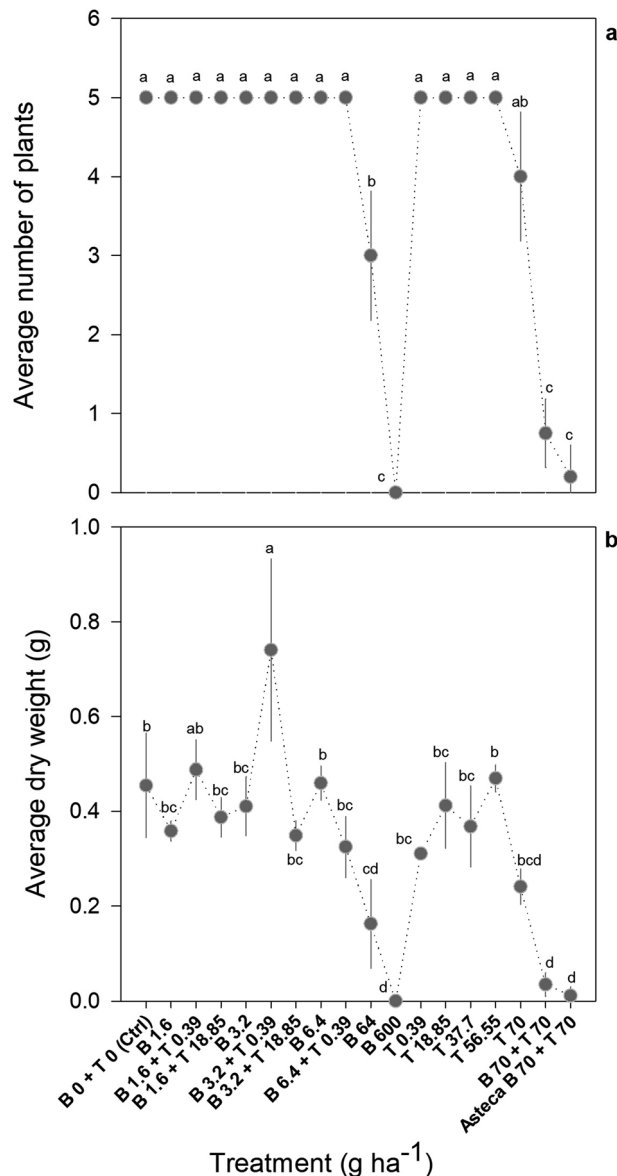 a
6
a a a a a a a a a a a a a
5
ab
4
b
3
2
1
c
c
c
0
Average number of plants
b
1.0
a
0.8
b
ab
bc
bc
bc
0.6
bc
b
bc
cd
d
bc
bc
bc
b
bcd
d
d
0.4
0.2
0.0
Average dry weight (g)
B 0 + T 0 (Ctrl)
B 1.6
B 1.6 + T 0.39
B 1.6 + T 18.85
B 3.2
B 3.2 + T 0.39
B 3.2 + T 18.85
B 6.4
B 6.4 + T 0.39
B 64
B 600
T 0.39
T 18.85
T 37.7
T 56.55
T 70
B 70 + T 70
Asteca B 70 + T 70
Treatment (g ha⁻¹)